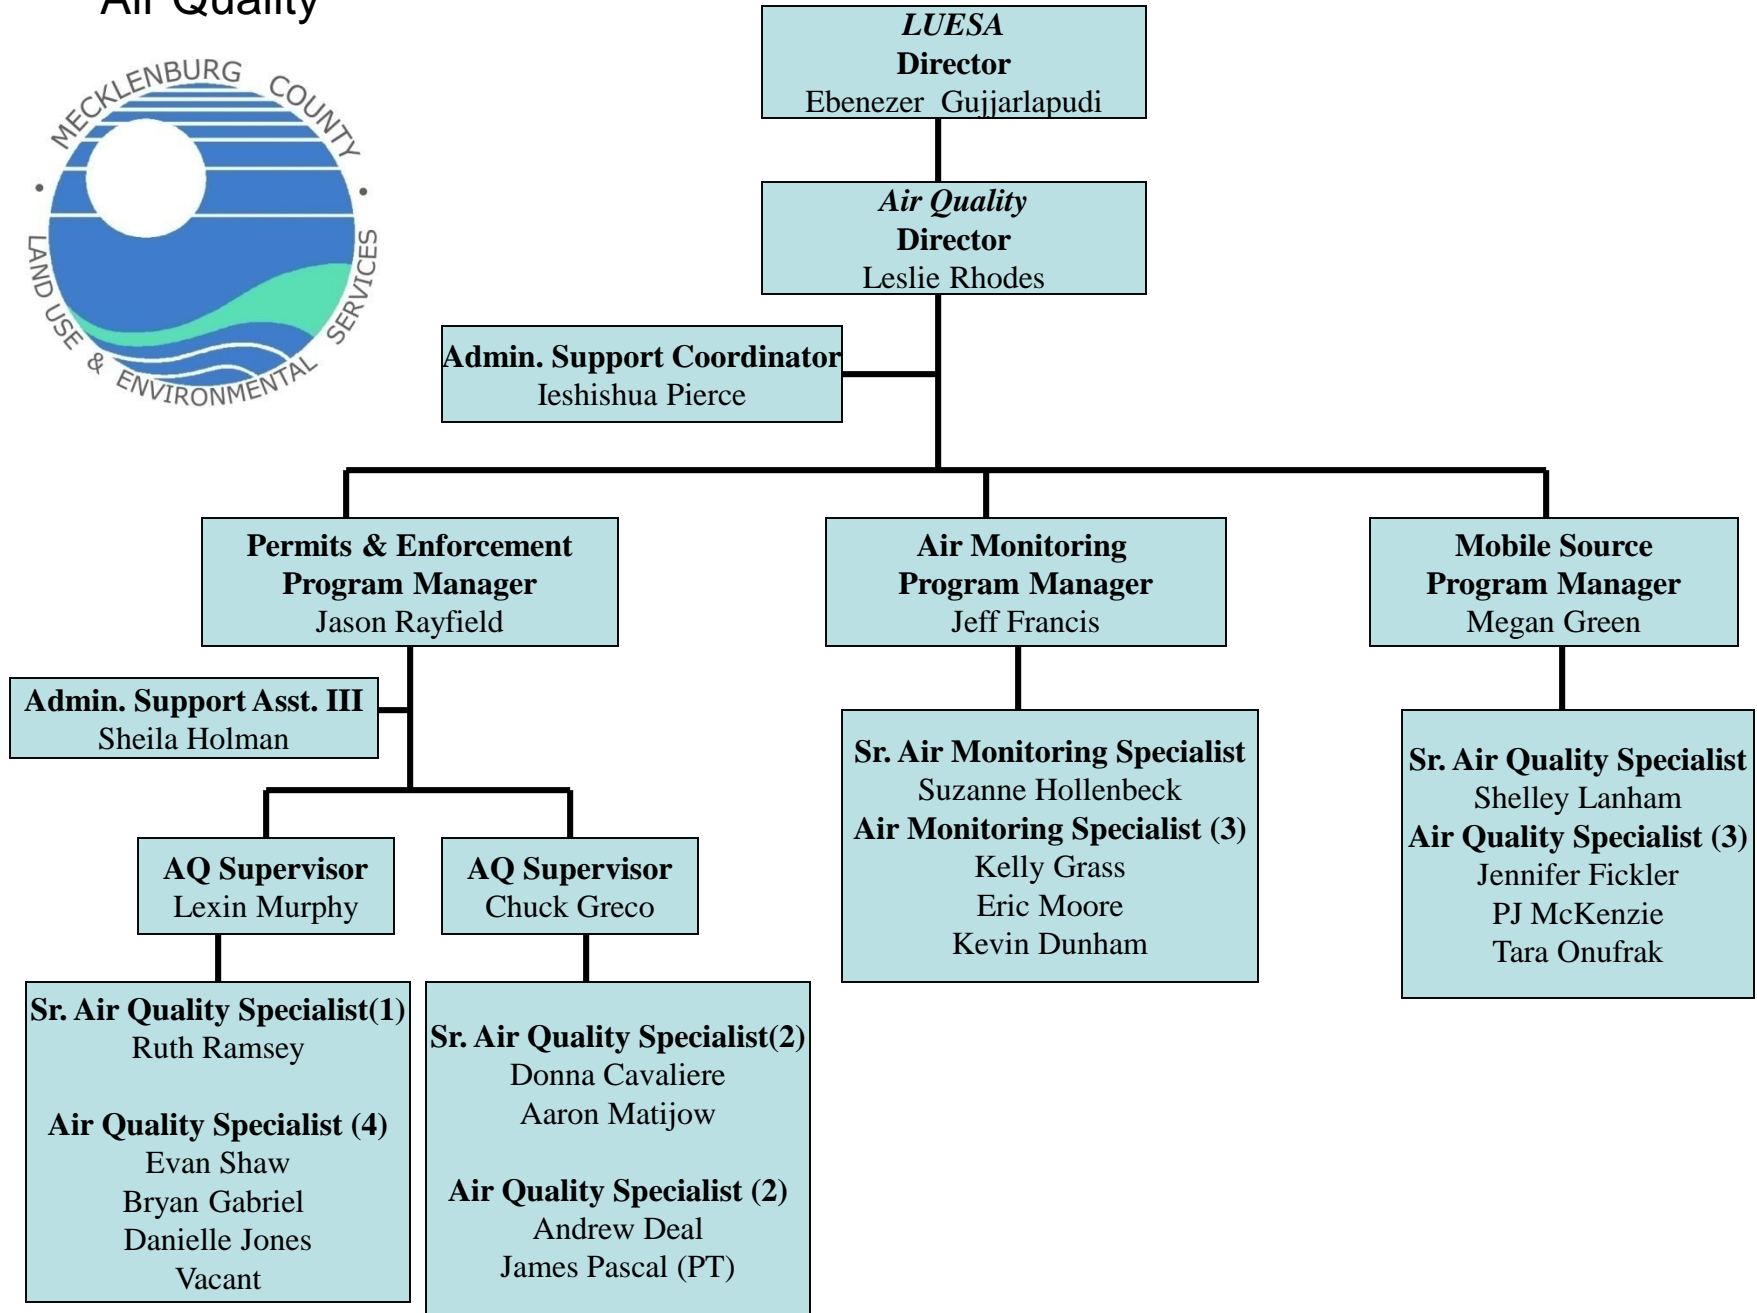 Air Quality
MECKLENBURG COUNTY
LAND USE & ENVIRONMENTAL SERVICES
LUESA
Director
Ebenezer Gujjarlapudi
Air Quality
Director
Leslie Rhodes
Admin. Support Coordinator
Ieshishua Pierce
Permits & Enforcement
Program Manager
Jason Rayfield
Air Monitoring
Program Manager
Jeff Francis
Mobile Source
Program Manager
Megan Green
Admin. Support Asst. III
Sheila Holman
AQ Supervisor
Lexin Murphy
AQ Supervisor
Chuck Greco
Sr. Air Quality Specialist(1)
Ruth Ramsey
Air Quality Specialist (4)
Evan Shaw
Bryan Gabriel
Danielle Jones
Vacant
Sr. Air Quality Specialist(2)
Donna Cavaliere
Aaron Matijow
Air Quality Specialist (2)
Andrew Deal
James Pascal (PT)
Sr. Air Monitoring Specialist
Suzanne Hollenbeck
Air Monitoring Specialist (3)
Kelly Grass
Eric Moore
Kevin Dunham
Sr. Air Quality Specialist
Shelley Lanham
Air Quality Specialist (3)
Jennifer Fickler
PJ McKenzie
Tara Onufrak